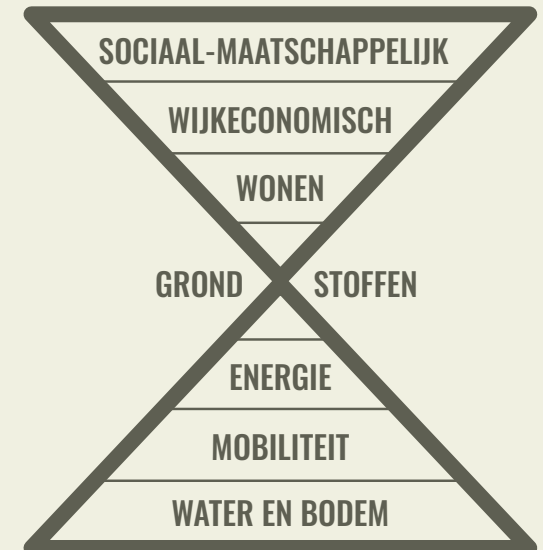 SOCIAAL-MAATSCHAPPELIJK
WIJKECONOMISCH
WONEN
GROND STOFFEN
ENERGIE
MOBILITEIT
WATER EN BODEM